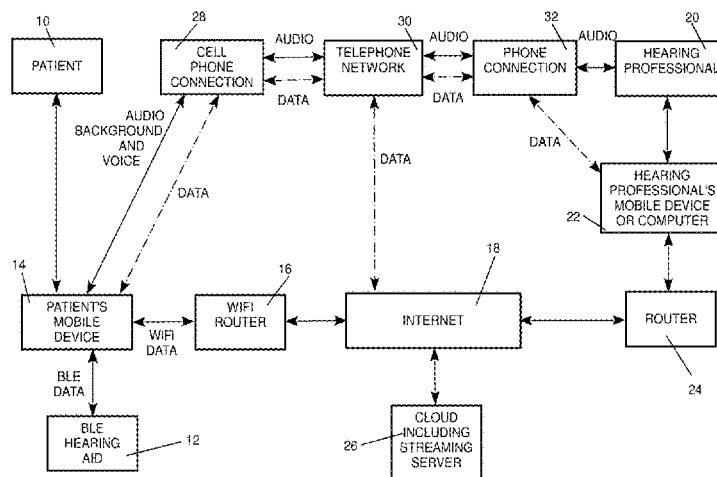 10
PATIENT
28
CELL
PHONE
CONNECTION
AUDIO
DATA
30
TELEPHONE
NETWORK
AUDIO
DATA
32
PHONE
CONNECTION
AUDIO
20
HEARING
PROFESSIONAL
AUDIO
BACKGROUND
AND
VOICE
DATA
DATA
DATA
HEARING
PROFESSIONAL'S
MOBILE DEVICE
OR COMPUTER
22
14
PATIENT'S
MOBILE
DEVICE
WiFi
DATA
16
WIFI
ROUTER
18
INTERNET
ROUTER
24
BLE
DATA
BLE
HEARING
AID
12
CLOUD
INCLUDING
STREAMING
SERVER
26